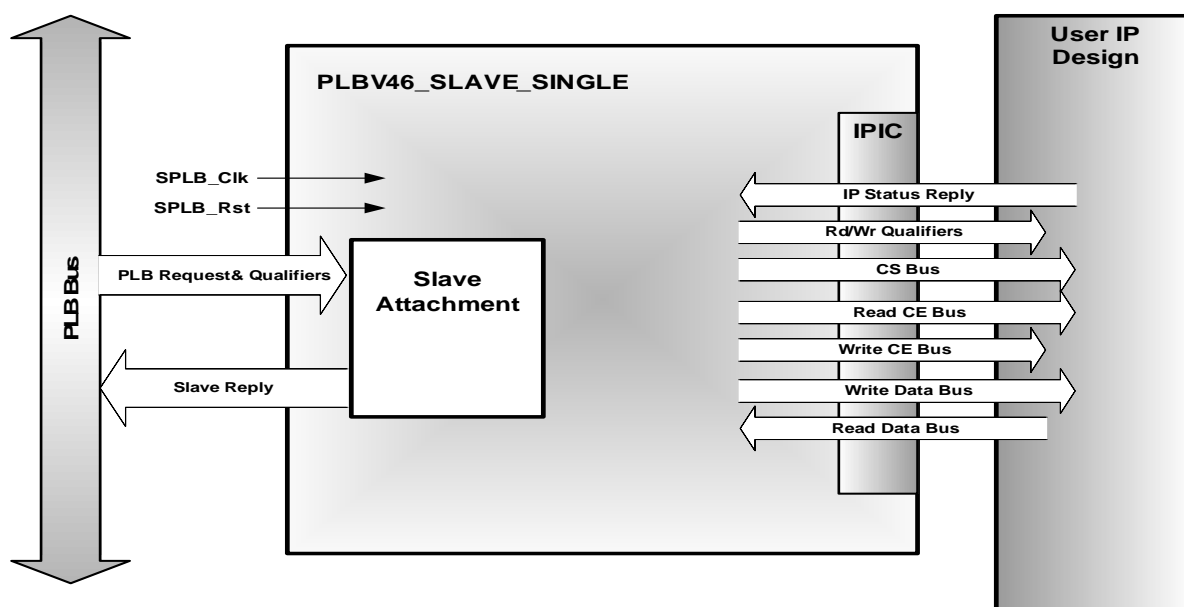 User IP
Design
PLBV46_SLAVE_SINGLE
IPIC
SPLB_Clk
SPLB_Rst
IP Status Reply
Rd/Wr Qualifiers
PLB Bus
PLB Request& Qualifiers
Slave
Attachment
CS Bus
Read CE Bus
Write CE Bus
Slave Reply
Write Data Bus
Read Data Bus